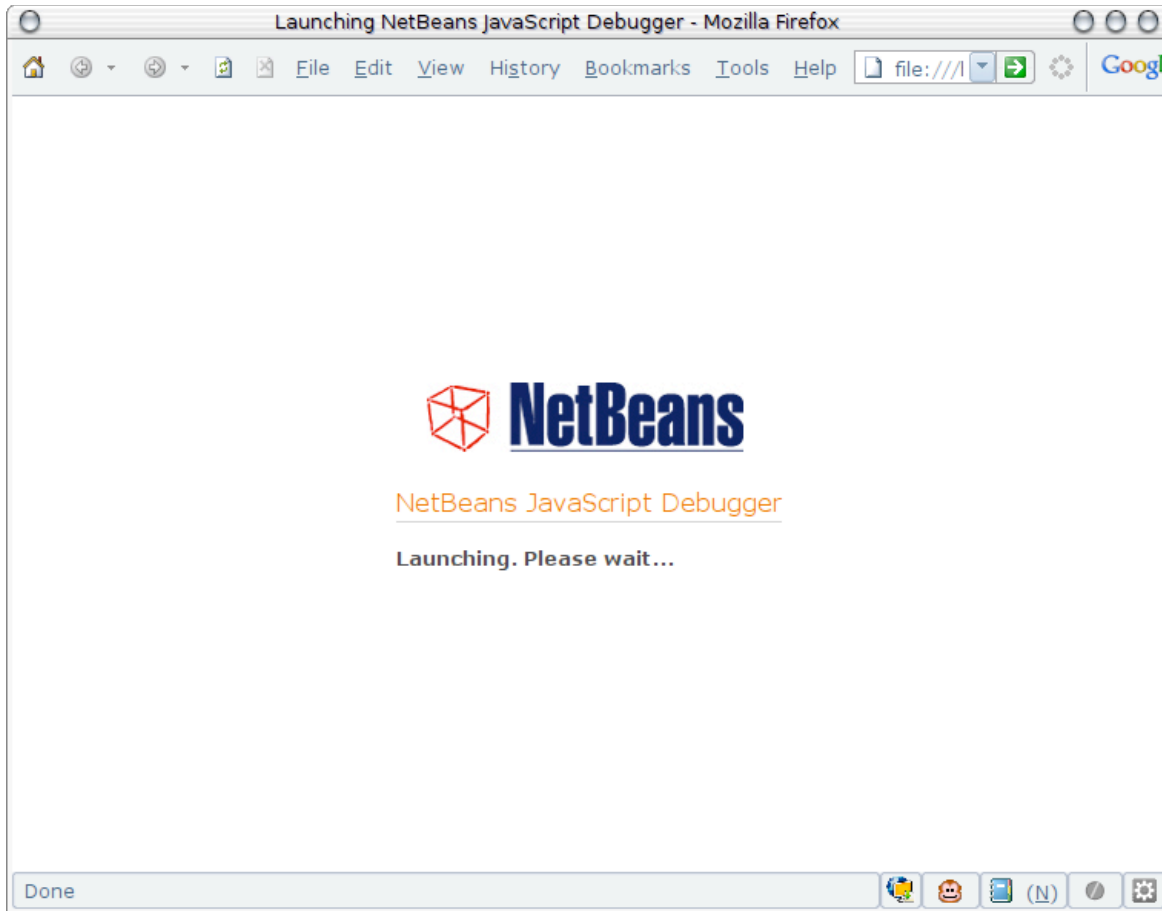 Launching NetBeans JavaScript Debugger - Mozilla Firefox
File Edit View History Bookmarks Tools Help file:///
NetBeans
NetBeans JavaScript Debugger
Launching. Please wait...
Done (N)